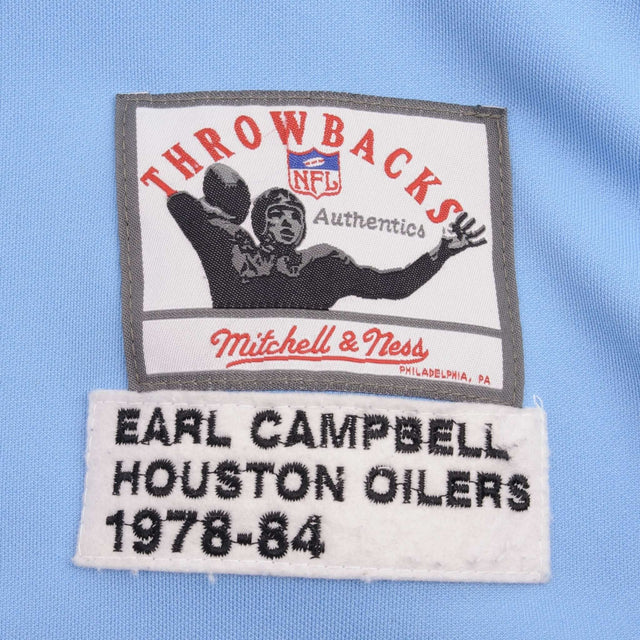 THROWBACKS
NFL
Authentics
Mitchell & Ness
PHILADELPHIA, PA
EARL CAMPBELL
HOUSTON OILERS
1978-84